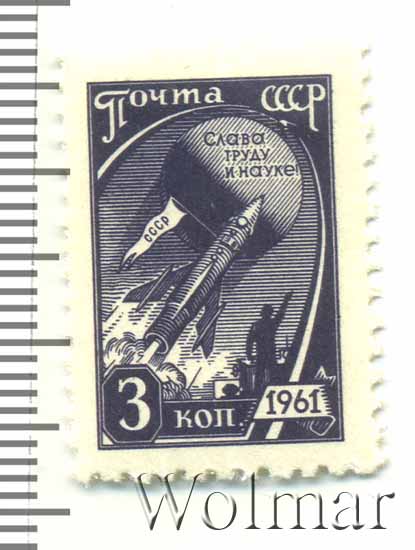 Почта СССР
Слава
труду
и науке!
СССР
3 коп. 1961
Wolmar